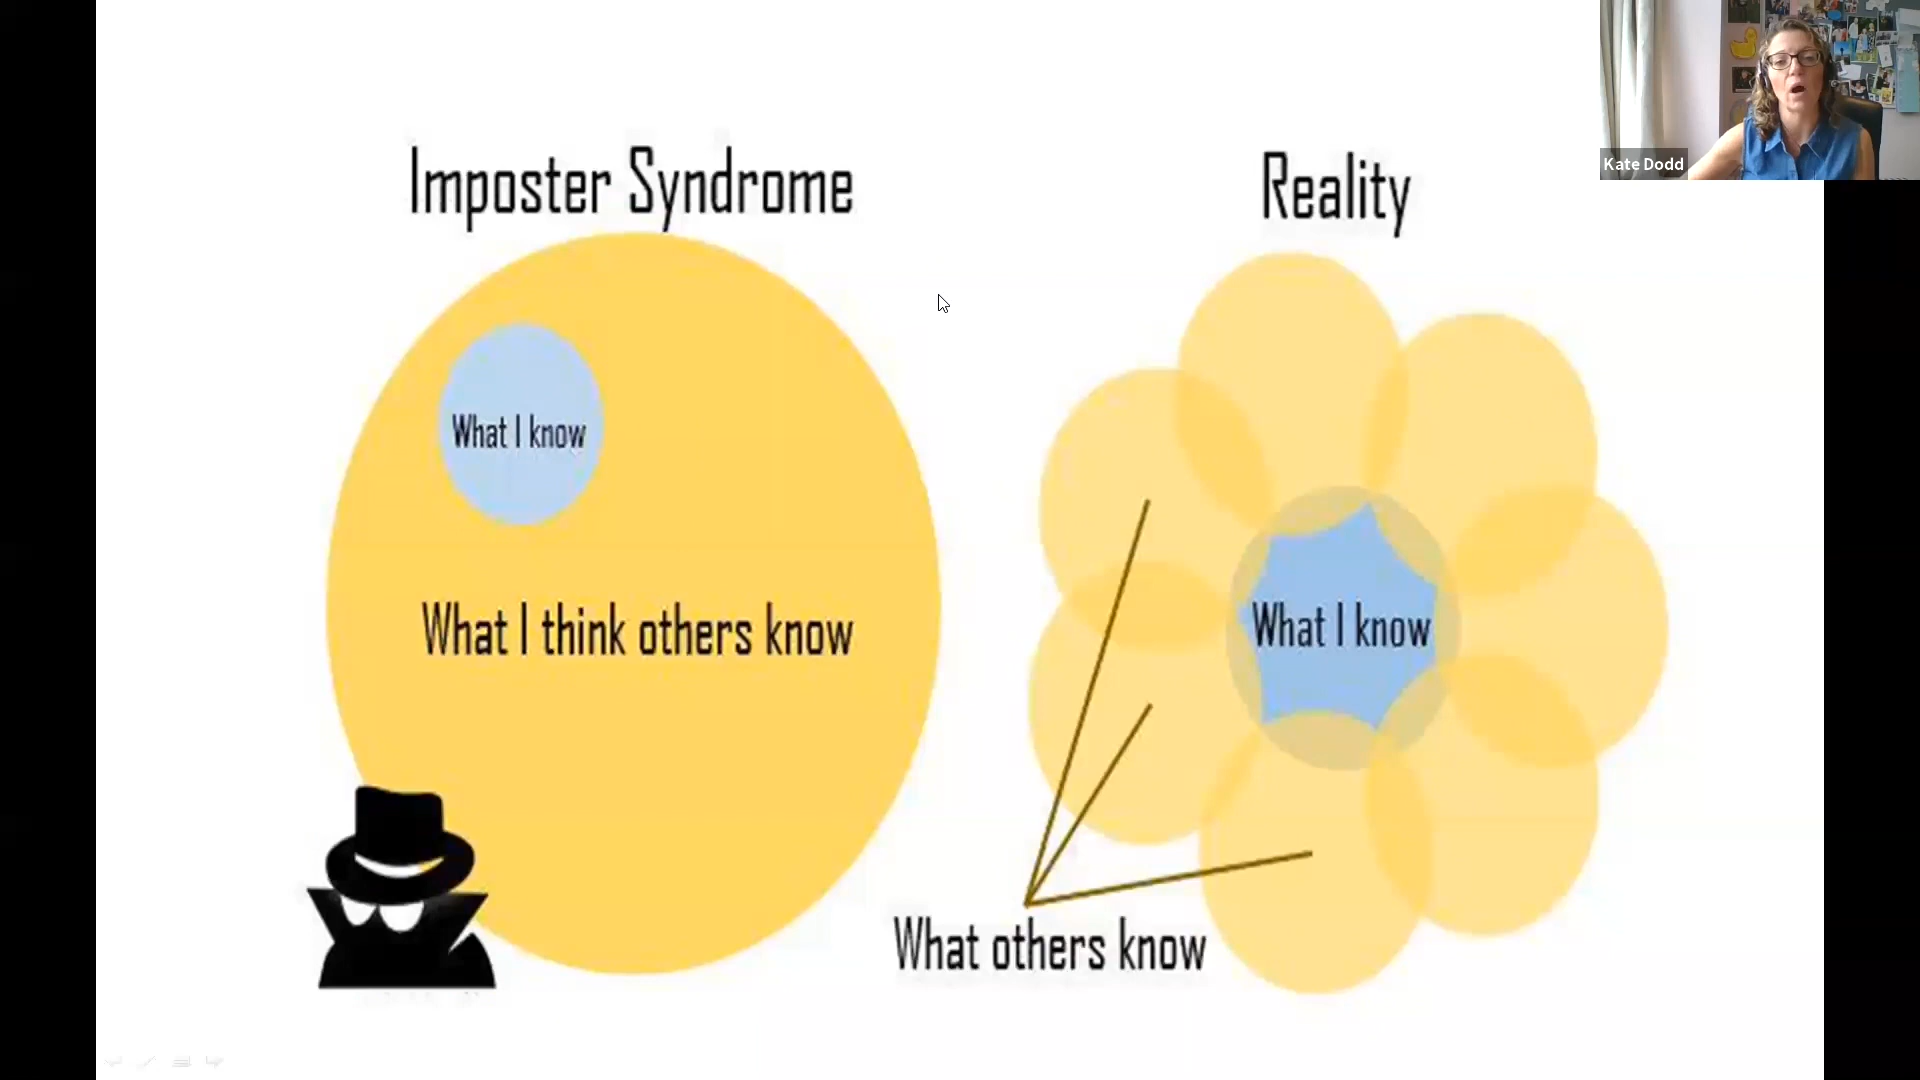 Kate Dodd
Imposter Syndrome
Reality
What I know
What I think others know
What I know
What others know